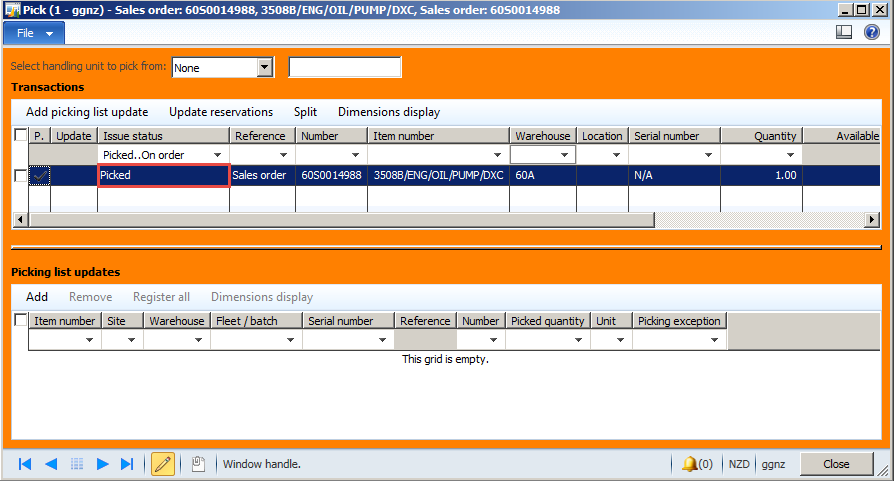 Pick (1 - ggnz) - Sales order: 60S0014988, 3508B/ENG/OIL/PUMP/DXC, Sales order: 60S0014988
File
Select handling unit to pick from: None
Transactions
Add picking list update Update reservations Split Dimensions display
P. Update Issue status Reference Number Item number Warehouse Location Serial number Quantity Available
Picked..On order
Picked Sales order 60S0014988 3508B/ENG/OIL/PUMP/DXC 60A N/A 1.00
Picking list updates
Add Remove Register all Dimensions display
Item number Site Warehouse Fleet / batch Serial number Reference Number Picked quantity Unit Picking exception
This grid is empty.
Window handle. (0) NZD ggnz Close